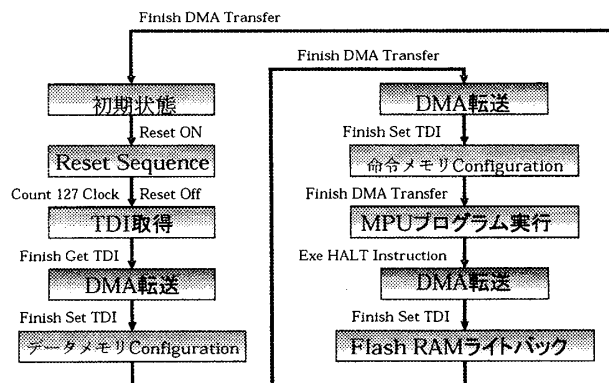 Finish DMA Transfer
初期状態
Reset ON
Reset Sequence
Count 127 Clock Reset Off
TDI取得
Finish Get TDI
DMA転送
Finish Set TDI
データメモリConfiguration
Finish DMA Transfer
DMA転送
Finish Set TDI
命令メモリConfiguration
Finish DMA Transfer
MPUプログラム実行
Exe HALT Instruction
DMA転送
Finish Set TDI
Flash RAMライトバック